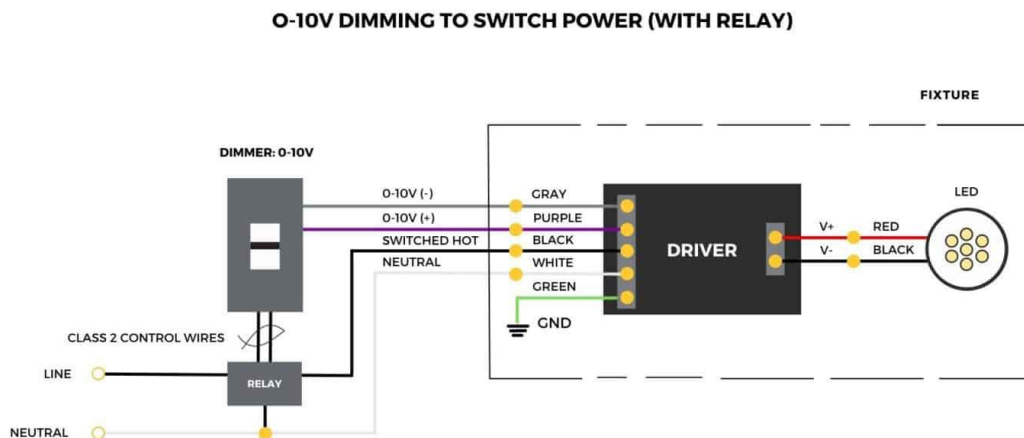 0-10V DIMMING TO SWITCH POWER (WITH RELAY)
FIXTURE
DIMMER: 0-10V
LED
0-10V (-)
GRAY
0-10V (+)
PURPLE
SWITCHED HOT
BLACK
NEUTRAL
WHITE
GREEN
GND
DRIVER
V+
RED
V-
BLACK
CLASS 2 CONTROL WIRES
LINE
RELAY
NEUTRAL